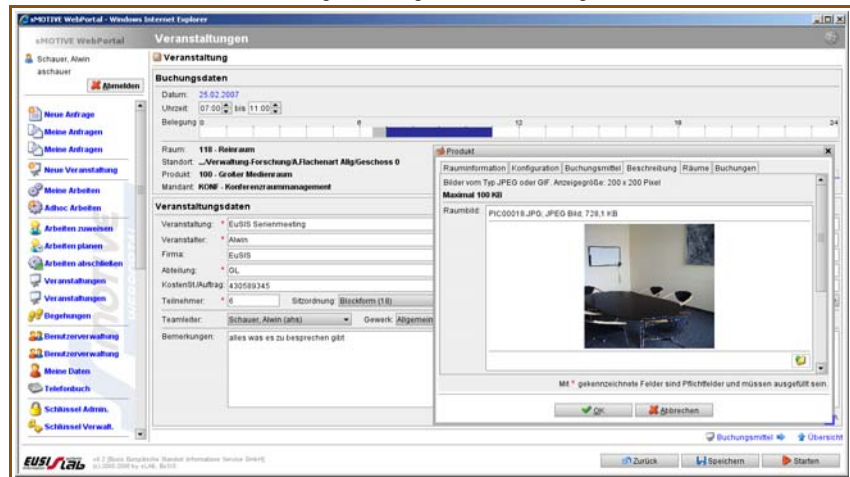 sMOTIVE WebPortal - Windows Internet Explorer
sMOTIVE WebPortal
Veranstaltungen
Schauer, Alwin
aschauer
Abmelden
Neue Anfrage
Meine Anfragen
Meine Anfragen
Neue Veranstaltung
Meine Arbeiten
Adhoc Arbeiten
Arbeiten zuweisen
Arbeiten planen
Arbeiten abschließen
Veranstaltungen
Veranstaltungen
Begehungen
Benutzerverwaltung
Benutzerverwaltung
Meine Daten
Telefonbuch
Schlüssel Admin.
Schlüssel Verwalt.
Veranstaltung
Buchungsdaten
Datum: 25.02.2007
Uhrzeit: 07:00 bis 11:00
Belegung 0 6 12 18 24
Raum: 118 - Reinraum
Standort: .../Verwaltung-Forschung/A.Flachenart Allg/Geschoss 0
Produkt: 100 - Großer Medienraum
Mandant: KONF - Konferenzraummanagement
Veranstaltungsdaten
Veranstaltung: * EuSIS Serienmeeting
Veranstalter: * Alwin
Firma: EuSIS
Abteilung: * GL
KostenSt./Auftrag: 430589345
Teilnehmer: * 6 Sitzordnung: Blockform (18)
Teamleiter: Schauer, Alwin (ahs) Gewerk: Allgemein
Bemerkungen: alles was es zu besprechen gibt
Produkt
Rauminformation Konfiguration Buchungsmittel Beschreibung Räume Buchungen
Bilder vom Typ JPEG oder GIF. Anzeigegröße: 200 x 200 Pixel
Maximal 100 KB
Raumbild: PIC00018.JPG; JPEG Bild; 728,1 KB
Mit * gekennzeichnete Felder sind Pflichtfelder und müssen ausgefüllt sein.
OK Abbrechen
Buchungsmittel Übersicht
EUSIS Lab
Zurück Speichern Starten